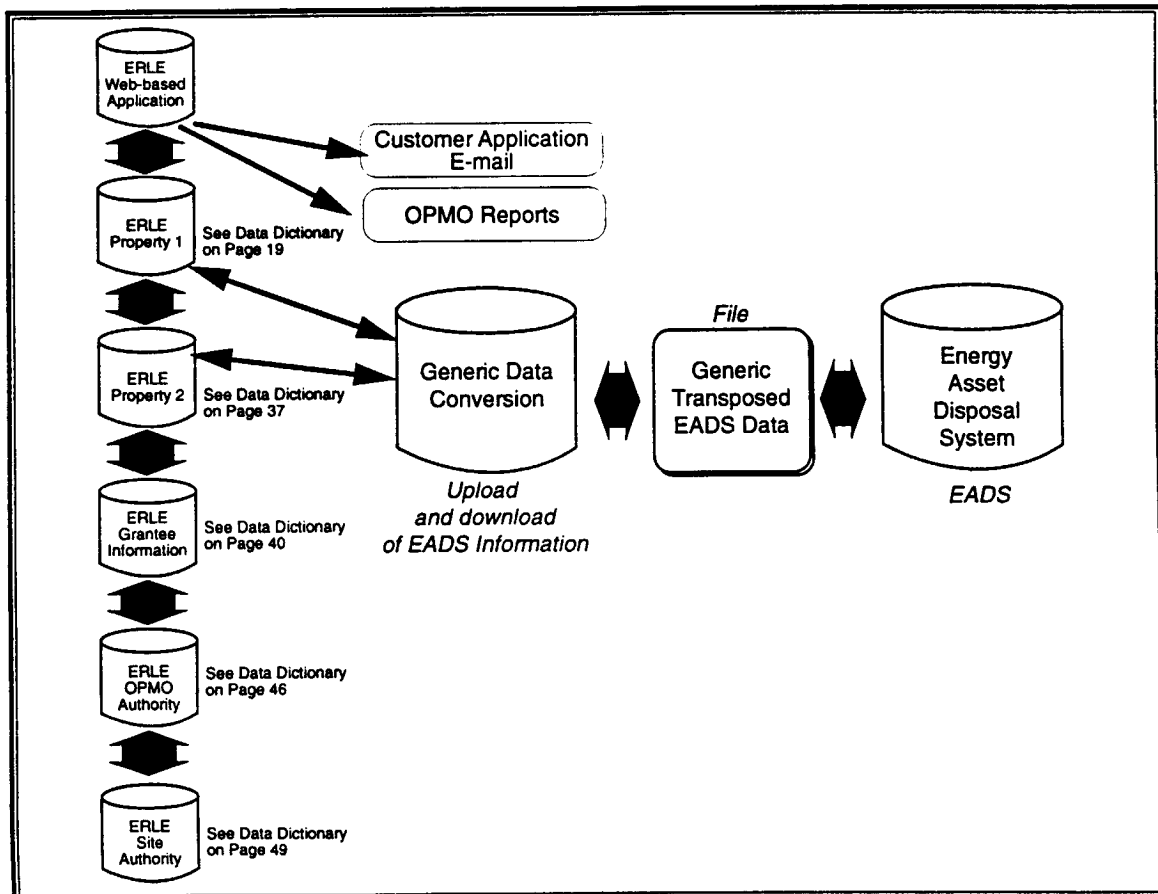 ERLE
Web-based
Application
Customer Application
E-mail
OPMO Reports
ERLE
Property 1
See Data Dictionary
on Page 19
ERLE
Property 2
See Data Dictionary
on Page 37
Generic Data
Conversion
Upload
and download
of EADS Information
File
Generic
Transposed
EADS Data
Energy
Asset
Disposal
System
EADS
ERLE
Grantee
Information
See Data Dictionary
on Page 40
ERLE
OPMO
Authority
See Data Dictionary
on Page 46
ERLE
Site
Authority
See Data Dictionary
on Page 49